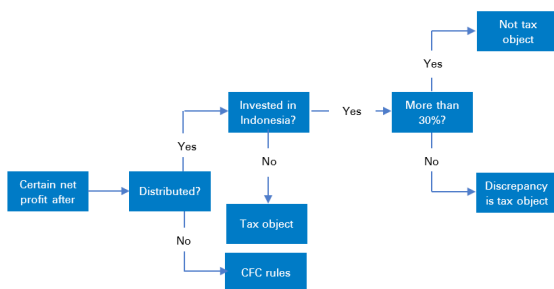 Not tax
object
Yes
Invested in
Indonesia?
Yes
More than
30%?
Yes
No
No
Certain net
profit after
Distributed?
Discrepancy
is tax object
Tax object
No
CFC rules